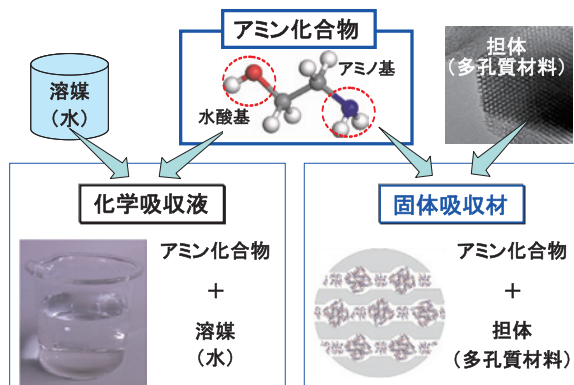 アミン化合物
アミノ基
水酸基
溶媒
（水）
担体
（多孔質材料）
化学吸収液
アミン化合物
+
溶媒
（水）
固体吸収材
アミン化合物
+
担体
（多孔質材料）